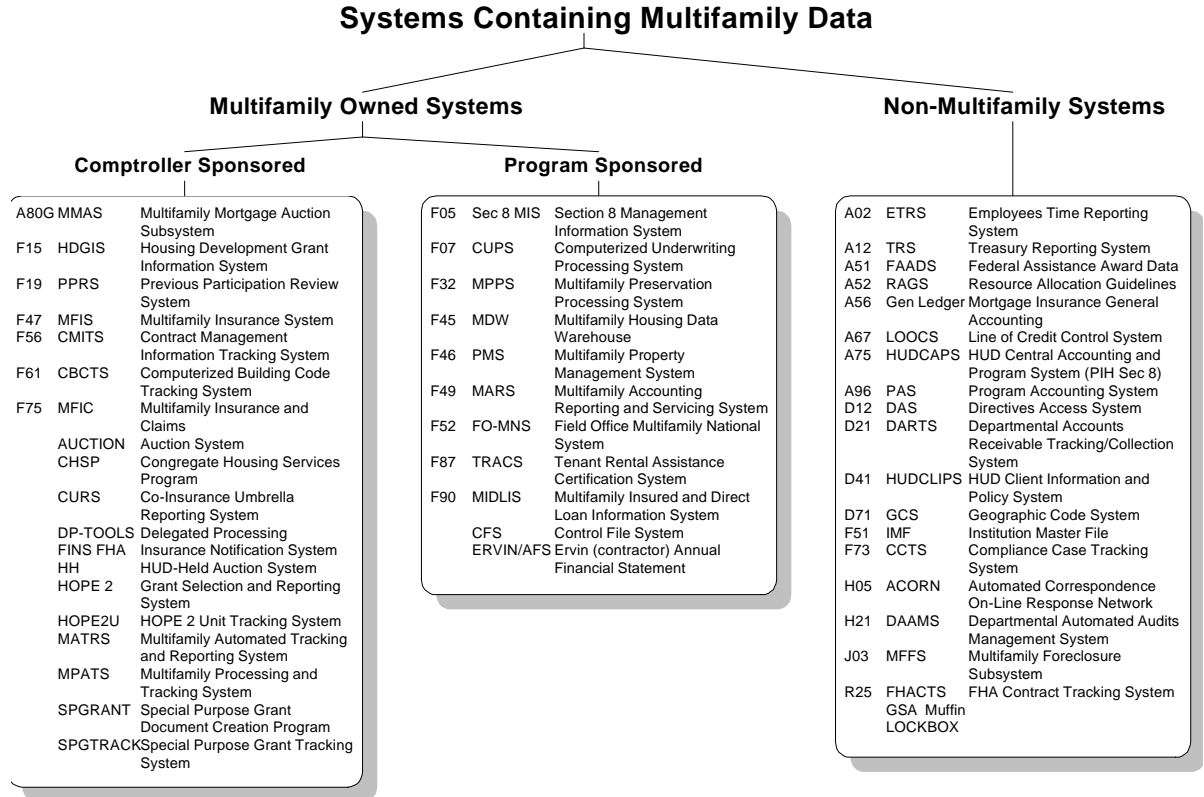 Systems Containing Multifamily Data
Multifamily Owned Systems
Non-Multifamily Systems
Comptroller Sponsored
Program Sponsored
A80G MMAS Multifamily Mortgage Auction
Subsystem
F15 HDGIS Housing Development Grant
Information System
F19 PPRS Previous Participation Review
System
F47 MFIS Multifamily Insurance System
F56 CMITS Contract Management
Information Tracking System
F61 CBCTS Computerized Building Code
Tracking System
F75 MFIC Multifamily Insurance and
Claims
AUCTION Auction System
CHSP Congregate Housing Services
Program
CURS Co-Insurance Umbrella
Reporting System
DP-TOOLS Delegated Processing
FINS FHA Insurance Notification System
HH HUD-Held Auction System
HOPE 2 Grant Selection and Reporting
System
HOPE2U HOPE 2 Unit Tracking System
MATRS Multifamily Automated Tracking
and Reporting System
MPATS Multifamily Processing and
Tracking System
SPGRANT Special Purpose Grant
Document Creation Program
SPGTRACK Special Purpose Grant Tracking
System
F05 Sec 8 MIS Section 8 Management
Information System
F07 CUPS Computerized Underwriting
Processing System
F32 MPPS Multifamily Preservation
Processing System
F45 MDW Multifamily Housing Data
Warehouse
F46 PMS Multifamily Property
Management System
F49 MARS Multifamily Accounting
Reporting and Servicing System
F52 FO-MNS Field Office Multifamily National
System
F87 TRACS Tenant Rental Assistance
Certification System
F90 MIDLIS Multifamily Insured and Direct
Loan Information System
CFS Control File System
ERVIN/AFS Ervin (contractor) Annual
Financial Statement
A02 ETRS Employees Time Reporting
System
A12 TRS Treasury Reporting System
A51 FAADS Federal Assistance Award Data
A52 RAGS Resource Allocation Guidelines
A56 Gen Ledger Mortgage Insurance General
Accounting
A67 LOOCS Line of Credit Control System
A75 HUDCAPS HUD Central Accounting and
Program System (PIH Sec 8)
A96 PAS Program Accounting System
D12 DAS Directives Access System
D21 DARTS Departmental Accounts
Receivable Tracking/Collection
System
D41 HUDCLIPS HUD Client Information and
Policy System
D71 GCS Geographic Code System
F51 IMF Institution Master File
F73 CCTS Compliance Case Tracking
System
H05 ACORN Automated Correspondence
On-Line Response Network
H21 DAAMS Departmental Automated Audits
Management System
J03 MFFS Multifamily Foreclosure
Subsystem
R25 FHACTS FHA Contract Tracking System
GSA Muffin
LOCKBOX